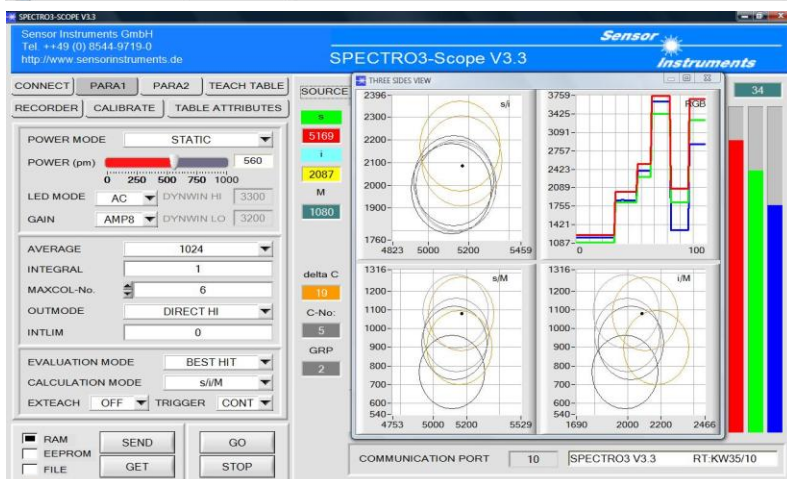 SPECTRO3-SCOPE V3.3
Sensor Instruments GmbH
Tel. ++49 (0) 8544-9719-0
http://www.sensorinstruments.de
SPECTRO3-Scope V3.3
Sensor
Instruments
CONNECT PARA1 PARA2 TEACH TABLE
RECORDER CALIBRATE TABLE ATTRIBUTES
POWER MODE STATIC
POWER (pm) 560
0 250 500 750 1000
LED MODE AC DYNWIN HI 3300
GAIN AMP8 DYNWIN LO 3200
AVERAGE 1024
INTEGRAL 1
MAXCOL-No. 6
OUTMODE DIRECT HI
INTLIM 0
EVALUATION MODE BEST HIT
CALCULATION MODE s/i/M
EXTEACH OFF TRIGGER CONT
RAM
EEPROM
FILE
SEND GO
GET STOP
SOURCE
s
5169
i
2087
M
1080
delta C
19
C-No:
5
GRP
2
THREE SIDES VIEW
s/i
2396-
2300-
2200-
2100-
2000-
1900-
1760-
4823 5000 5200 5459
RGB
3759-
3425-
3091-
2757-
2423-
2089-
1755-
1421-
1087-
0 100
s/M
1316-
1200-
1100-
1000-
900-
800-
700-
600-
540-
4753 5000 5200 5529
i/M
1316-
1200-
1100-
1000-
900-
800-
700-
600-
540-
1690 2000 2200 2466
34
COMMUNICATION PORT 10 SPECTRO3 V3.3 RT:KW35/10